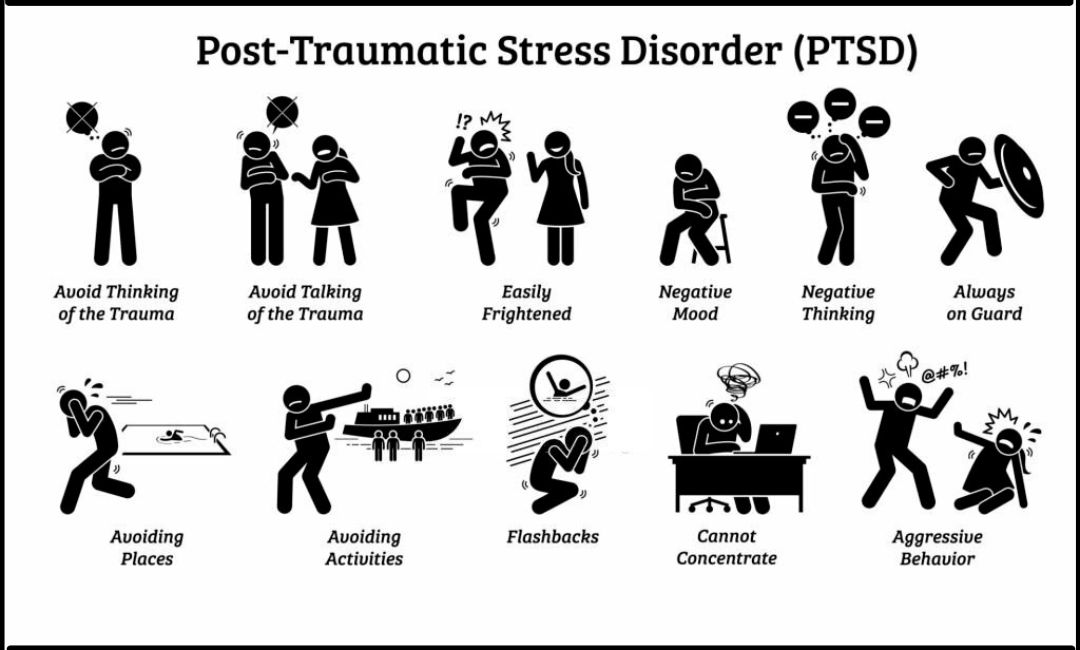 Post-Traumatic Stress Disorder (PTSD)
!?
Avoid Thinking
of the Trauma
Avoid Talking
of the Trauma
Easily
Frightened
Negative
Mood
Negative
Thinking
Always
on Guard
@#%!
Avoiding
Places
Avoiding
Activities
Flashbacks
Cannot
Concentrate
Aggressive
Behavior